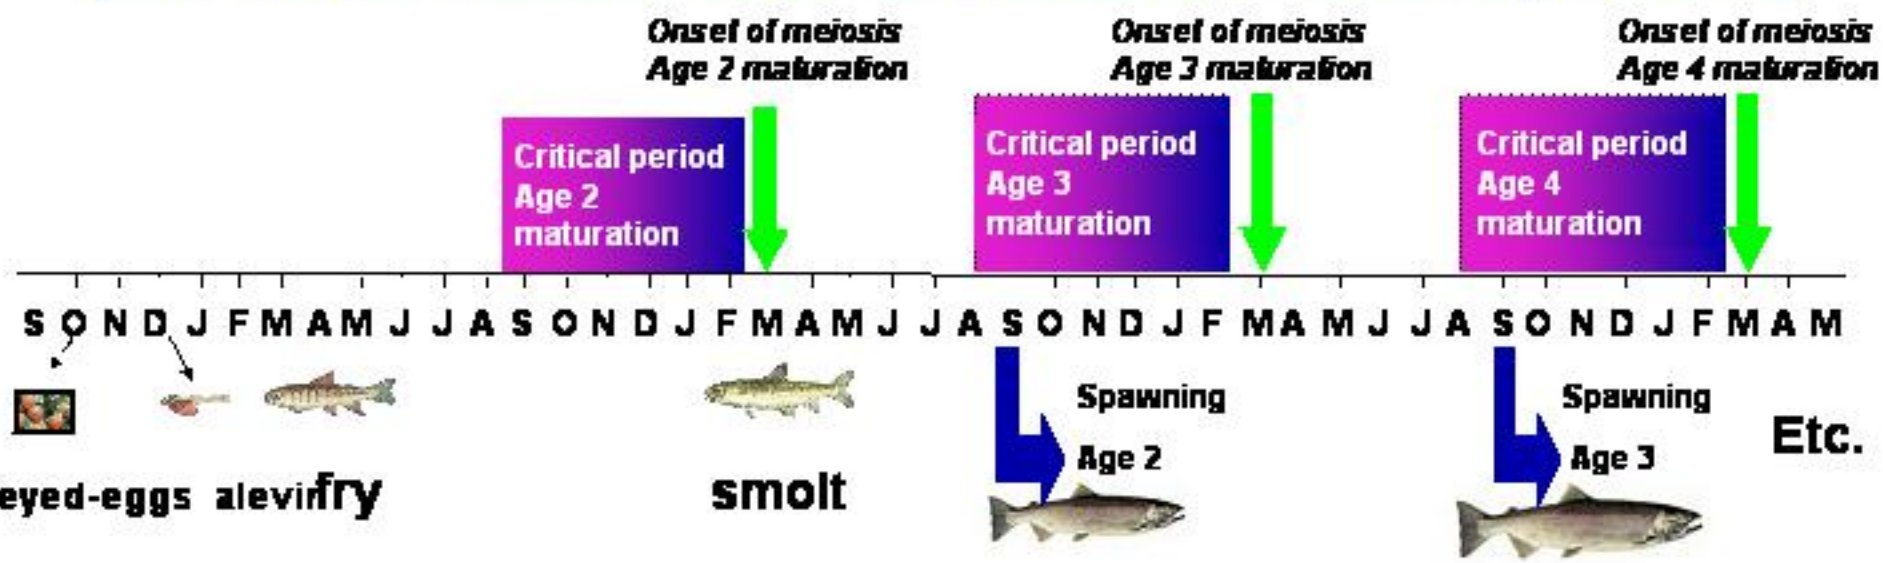 Onset of meiosis
Age 2 maturation
Onset of meiosis
Age 3 maturation
Onset of meiosis
Age 4 maturation
Critical period
Age 2
maturation
Critical period
Age 3
maturation
Critical period
Age 4
maturation
S O N D J F M A M J J A S O N D J F M A M J J A S O N D J F M A M J J A S O N D J F M A M
Spawning
Age 2
Spawning
Age 3
Etc.
eyed-eggs alevin fry
smolt